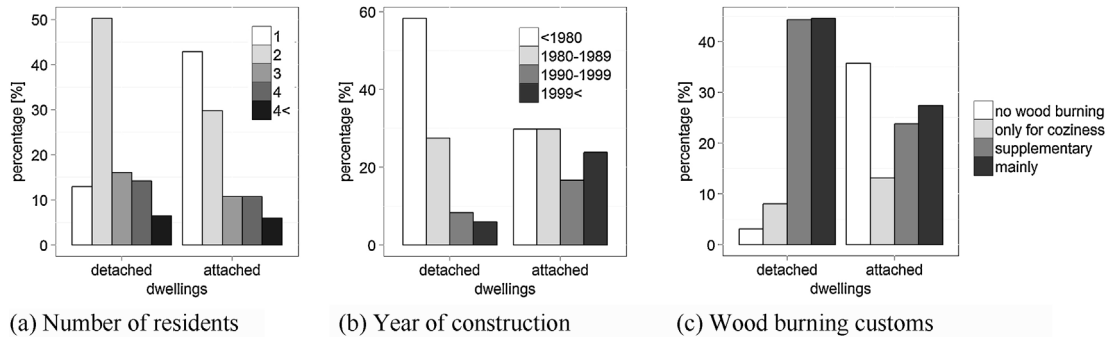 percentage [%]
50
40
30
20
10
0
1
2
3
4
4<
detached
attached
dwellings
(a) Number of residents
percentage [%]
60
40
20
0
<1980
1980-1989
1990-1999
1999<
detached
attached
dwellings
(b) Year of construction
percentage [%]
40
30
20
10
0
detached
attached
dwellings
no wood burning
only for coziness
supplementary
mainly
(c) Wood burning customs